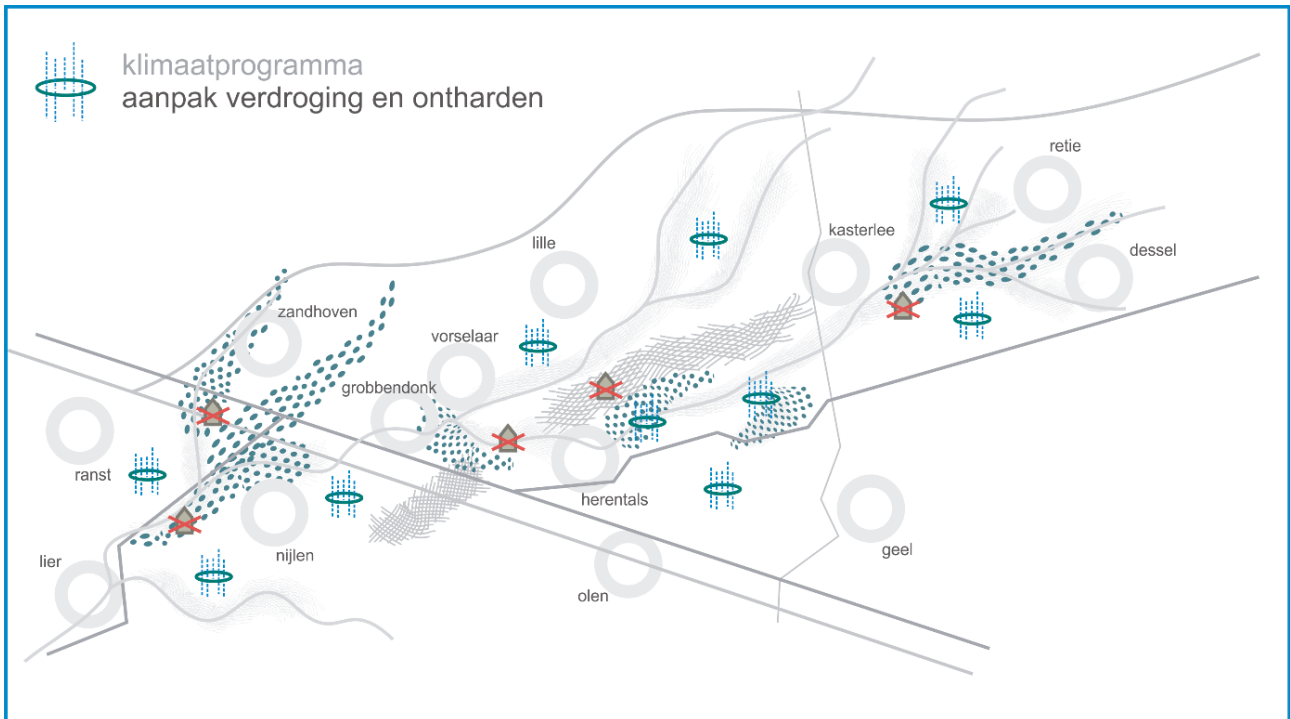 klimaatprogramma
aanpak verdroging en ontharden
retie
kasterlee
lille
dessel
zandhoven
vorselaar
grobbendonk
ranst
herentals
geel
nijlen
lier
olen